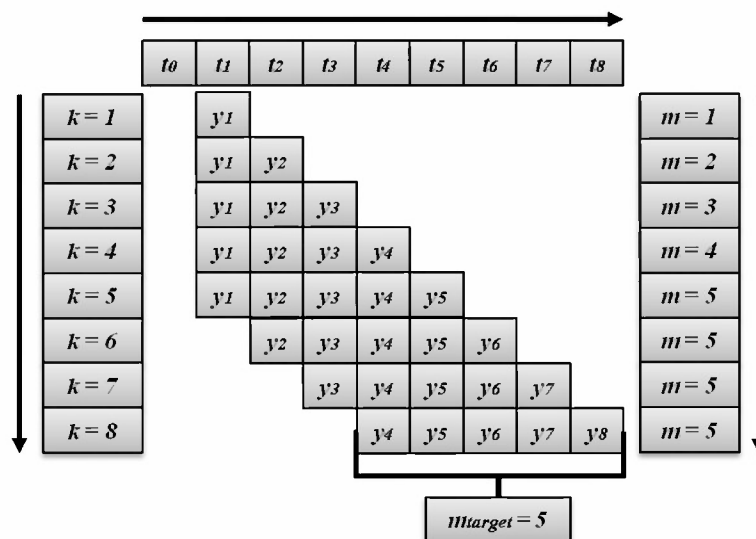 t0 t1 t2 t3 t4 t5 t6 t7 t8
k = 1 y1 m = 1
k = 2 y1 y2 m = 2
k = 3 y1 y2 y3 m = 3
k = 4 y1 y2 y3 y4 m = 4
k = 5 y1 y2 y3 y4 y5 m = 5
k = 6 y2 y3 y4 y5 y6 m = 5
k = 7 y3 y4 y5 y6 y7 m = 5
k = 8 y4 y5 y6 y7 y8 m = 5
mtarget = 5